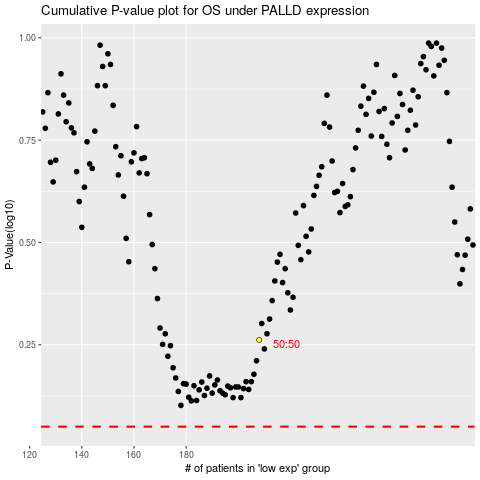 Cumulative P-value plot for OS under PALLD expression
1.00
0.75
0.50
0.25
P-Value(log10)
50:50
120 140 160 180
# of patients in 'low exp' group